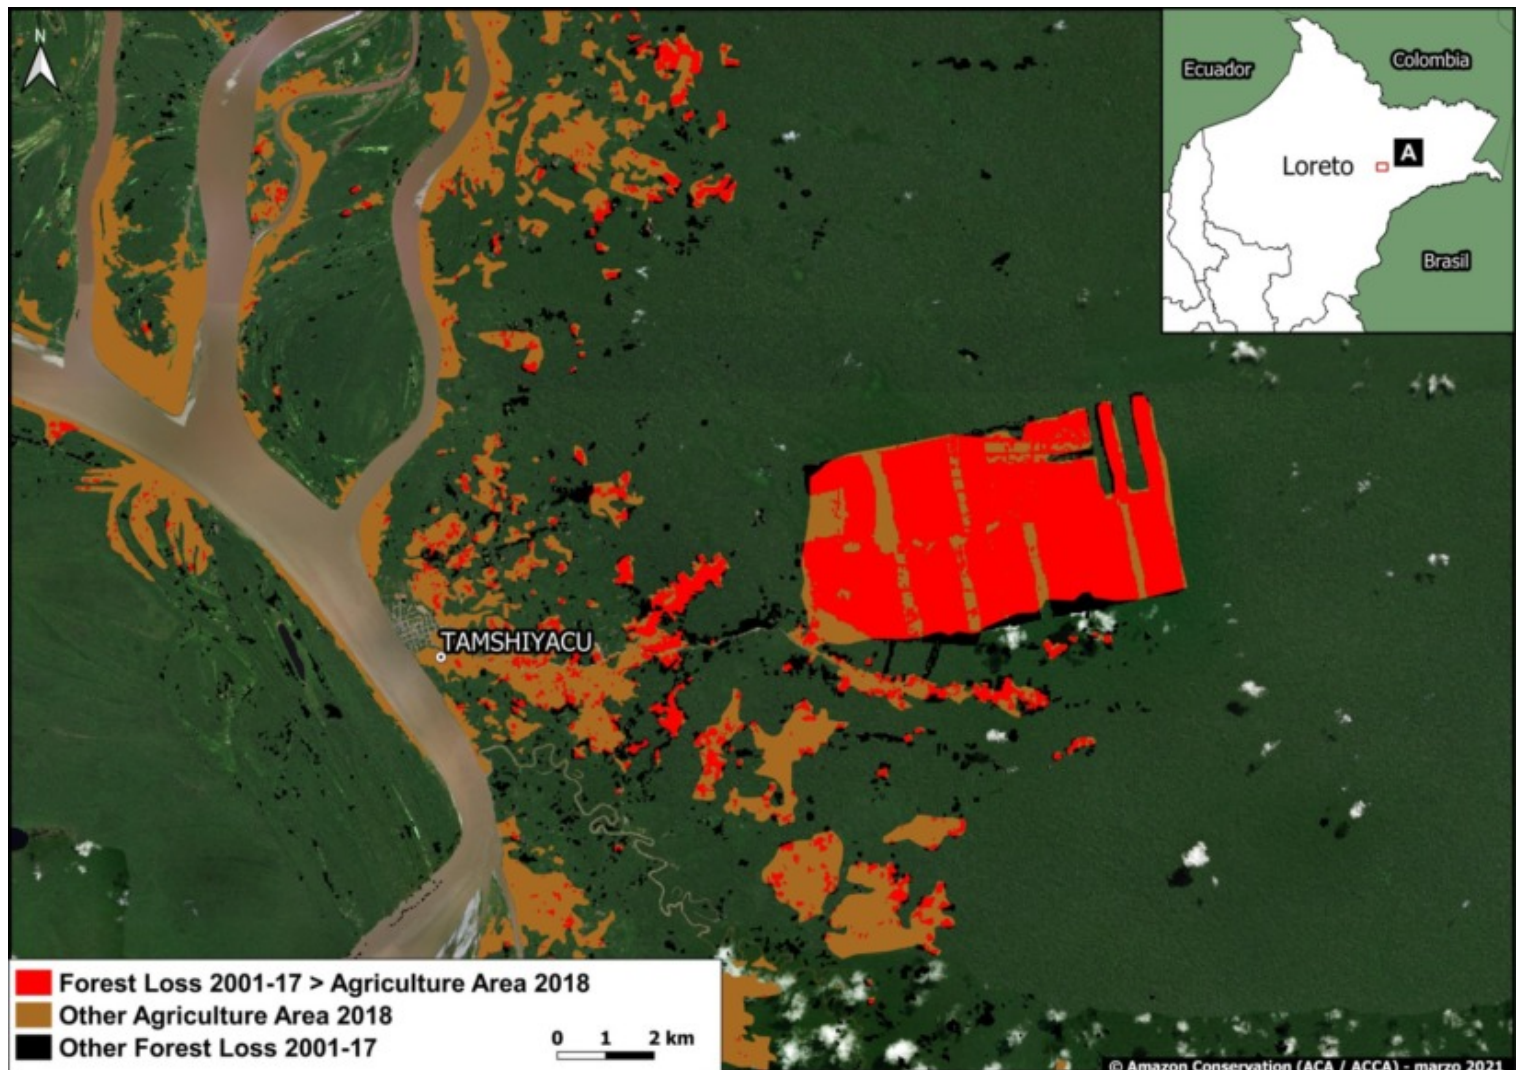 N
Ecuador
Colombia
Loreto
A
Brasil
TAMSHIYACU
Forest Loss 2001-17 > Agriculture Area 2018
Other Agriculture Area 2018
Other Forest Loss 2001-17
0 1 2 km
© Amazon Conservation (ACA / ACCA) - marzo 2021